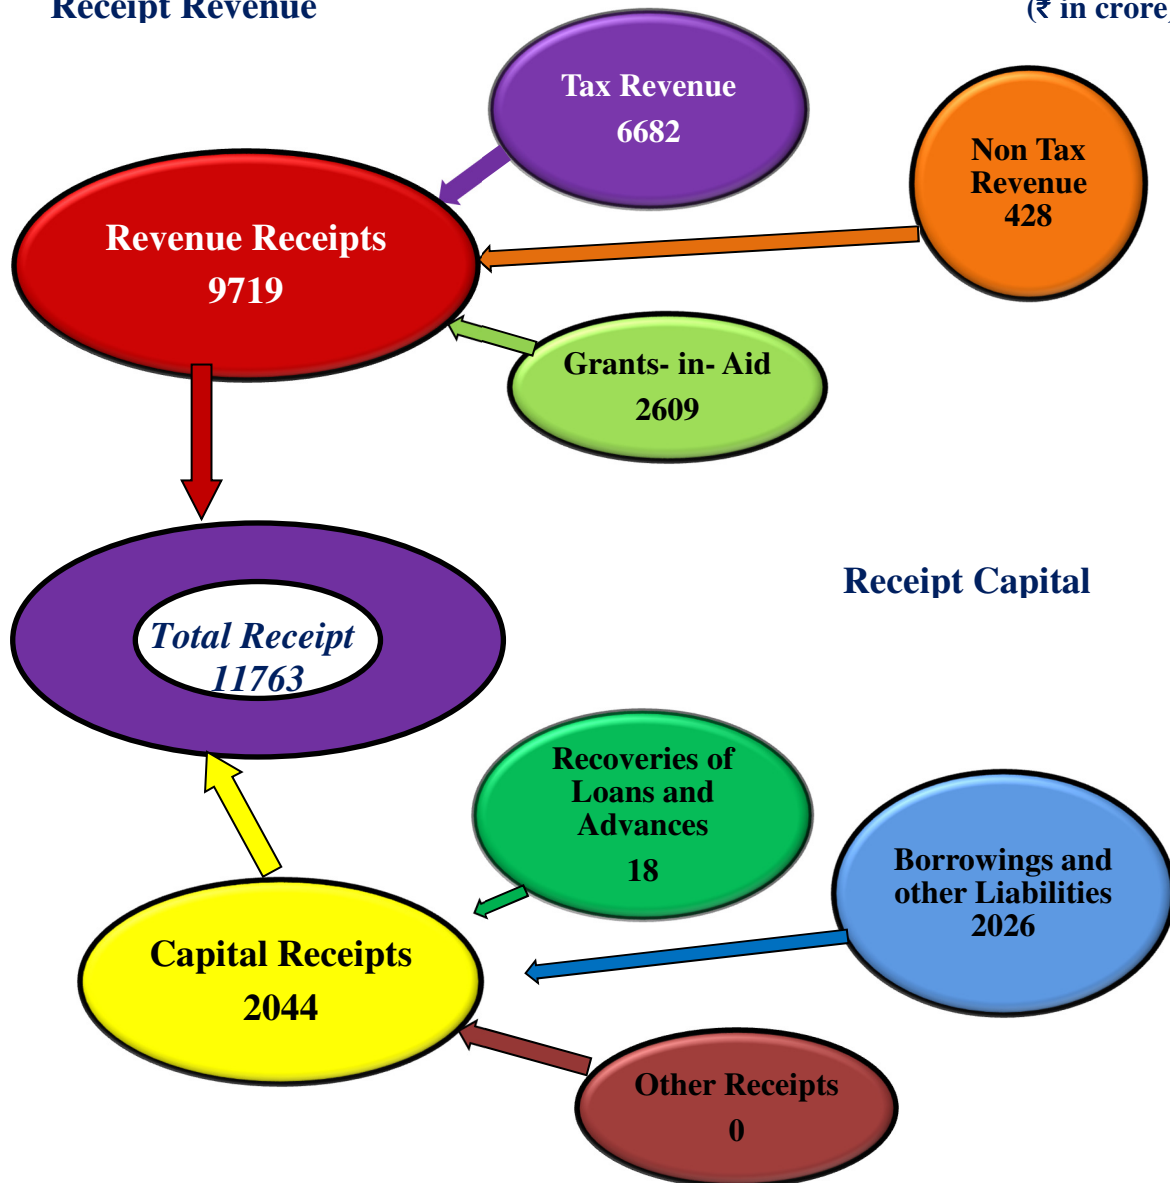 Receipt Revenue
(₹ in crore)
Tax Revenue
6682
Non Tax
Revenue
428
Revenue Receipts
9719
Grants- in- Aid
2609
Receipt Capital
Total Receipt
11763
Recoveries of
Loans and
Advances
18
Borrowings and
other Liabilities
2026
Capital Receipts
2044
Other Receipts
0